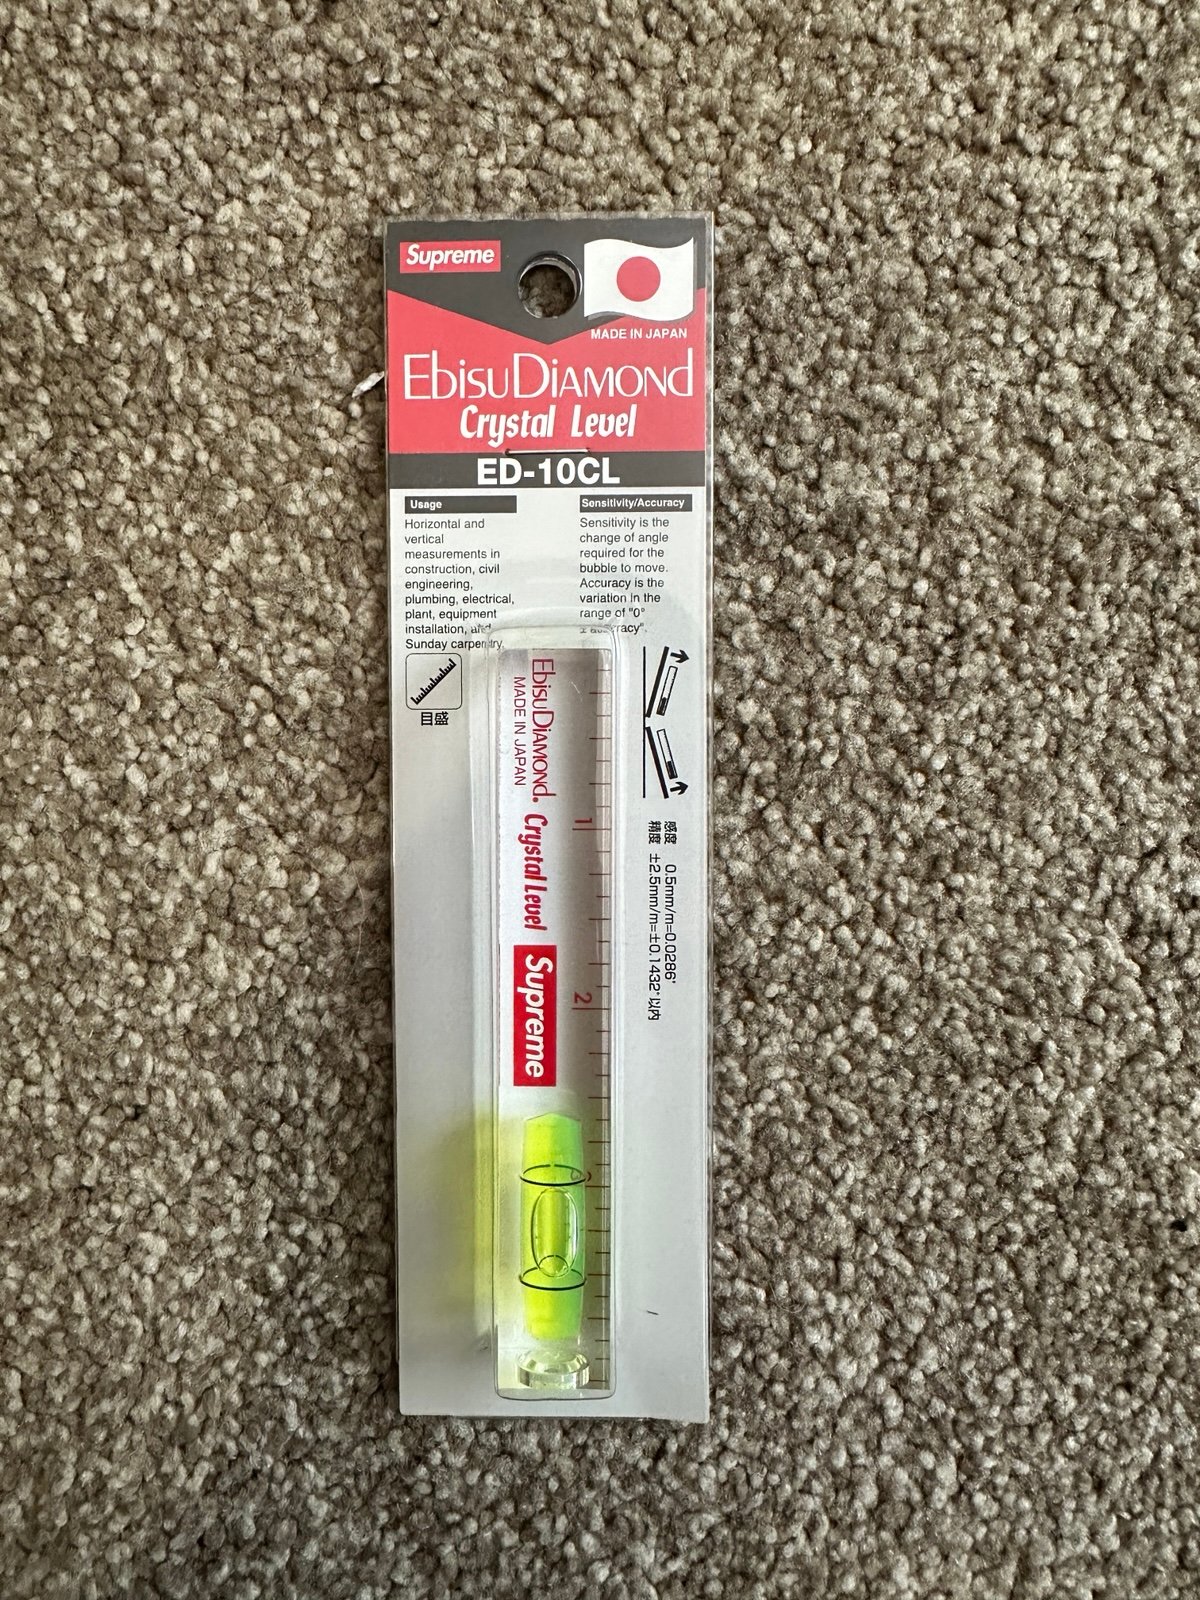 Supreme
MADE IN JAPAN
EbisuDiamond
Crystal Level
ED-10CL
Usage
Horizontal and
vertical
measurements in
construction, civil
engineering,
plumbing, electrical,
plant, equipment
installation, and
Sunday carpentry.
Sensitivity/Accuracy
Sensitivity is the
change of angle
required for the
bubble to move.
Accuracy is the
variation in the
range of "0°
± accuracy".
目盛
EbisuDiamond. Crystal Level
MADE IN JAPAN
Supreme
1
2
3
感度 0.5mm/m=0.0286°
精度 ±2.5mm/m=±0.1432°以内